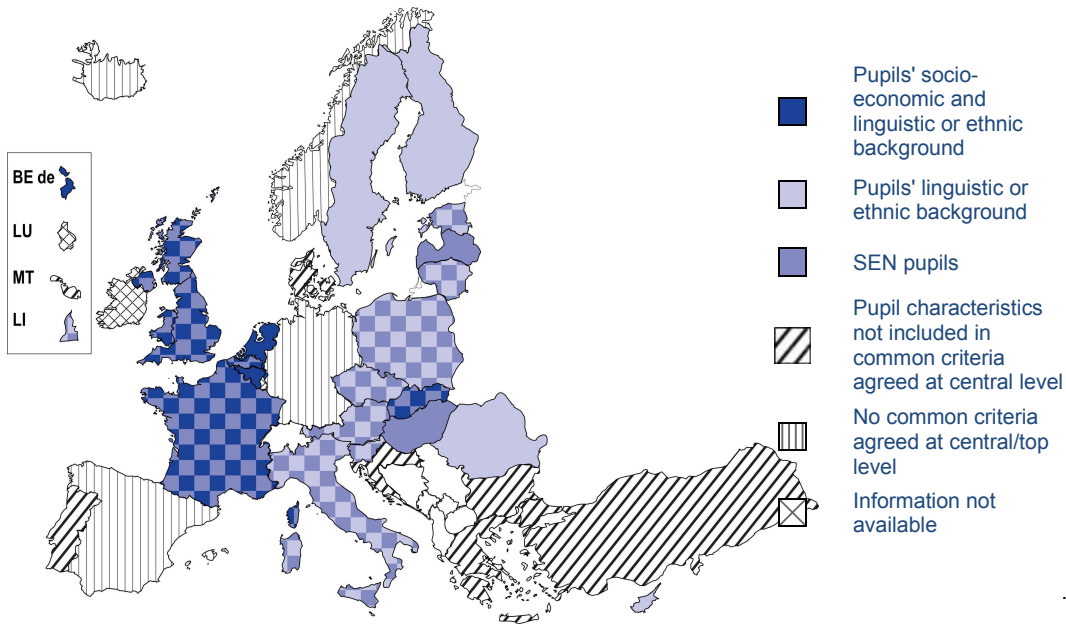 BE de
LU
MT
LI
Pupils' socio-
economic and
linguistic or ethnic
background
Pupils' linguistic or
ethnic background
SEN pupils
Pupil characteristics
not included in
common criteria
agreed at central level
No common criteria
agreed at central/top
level
Information not
available
.